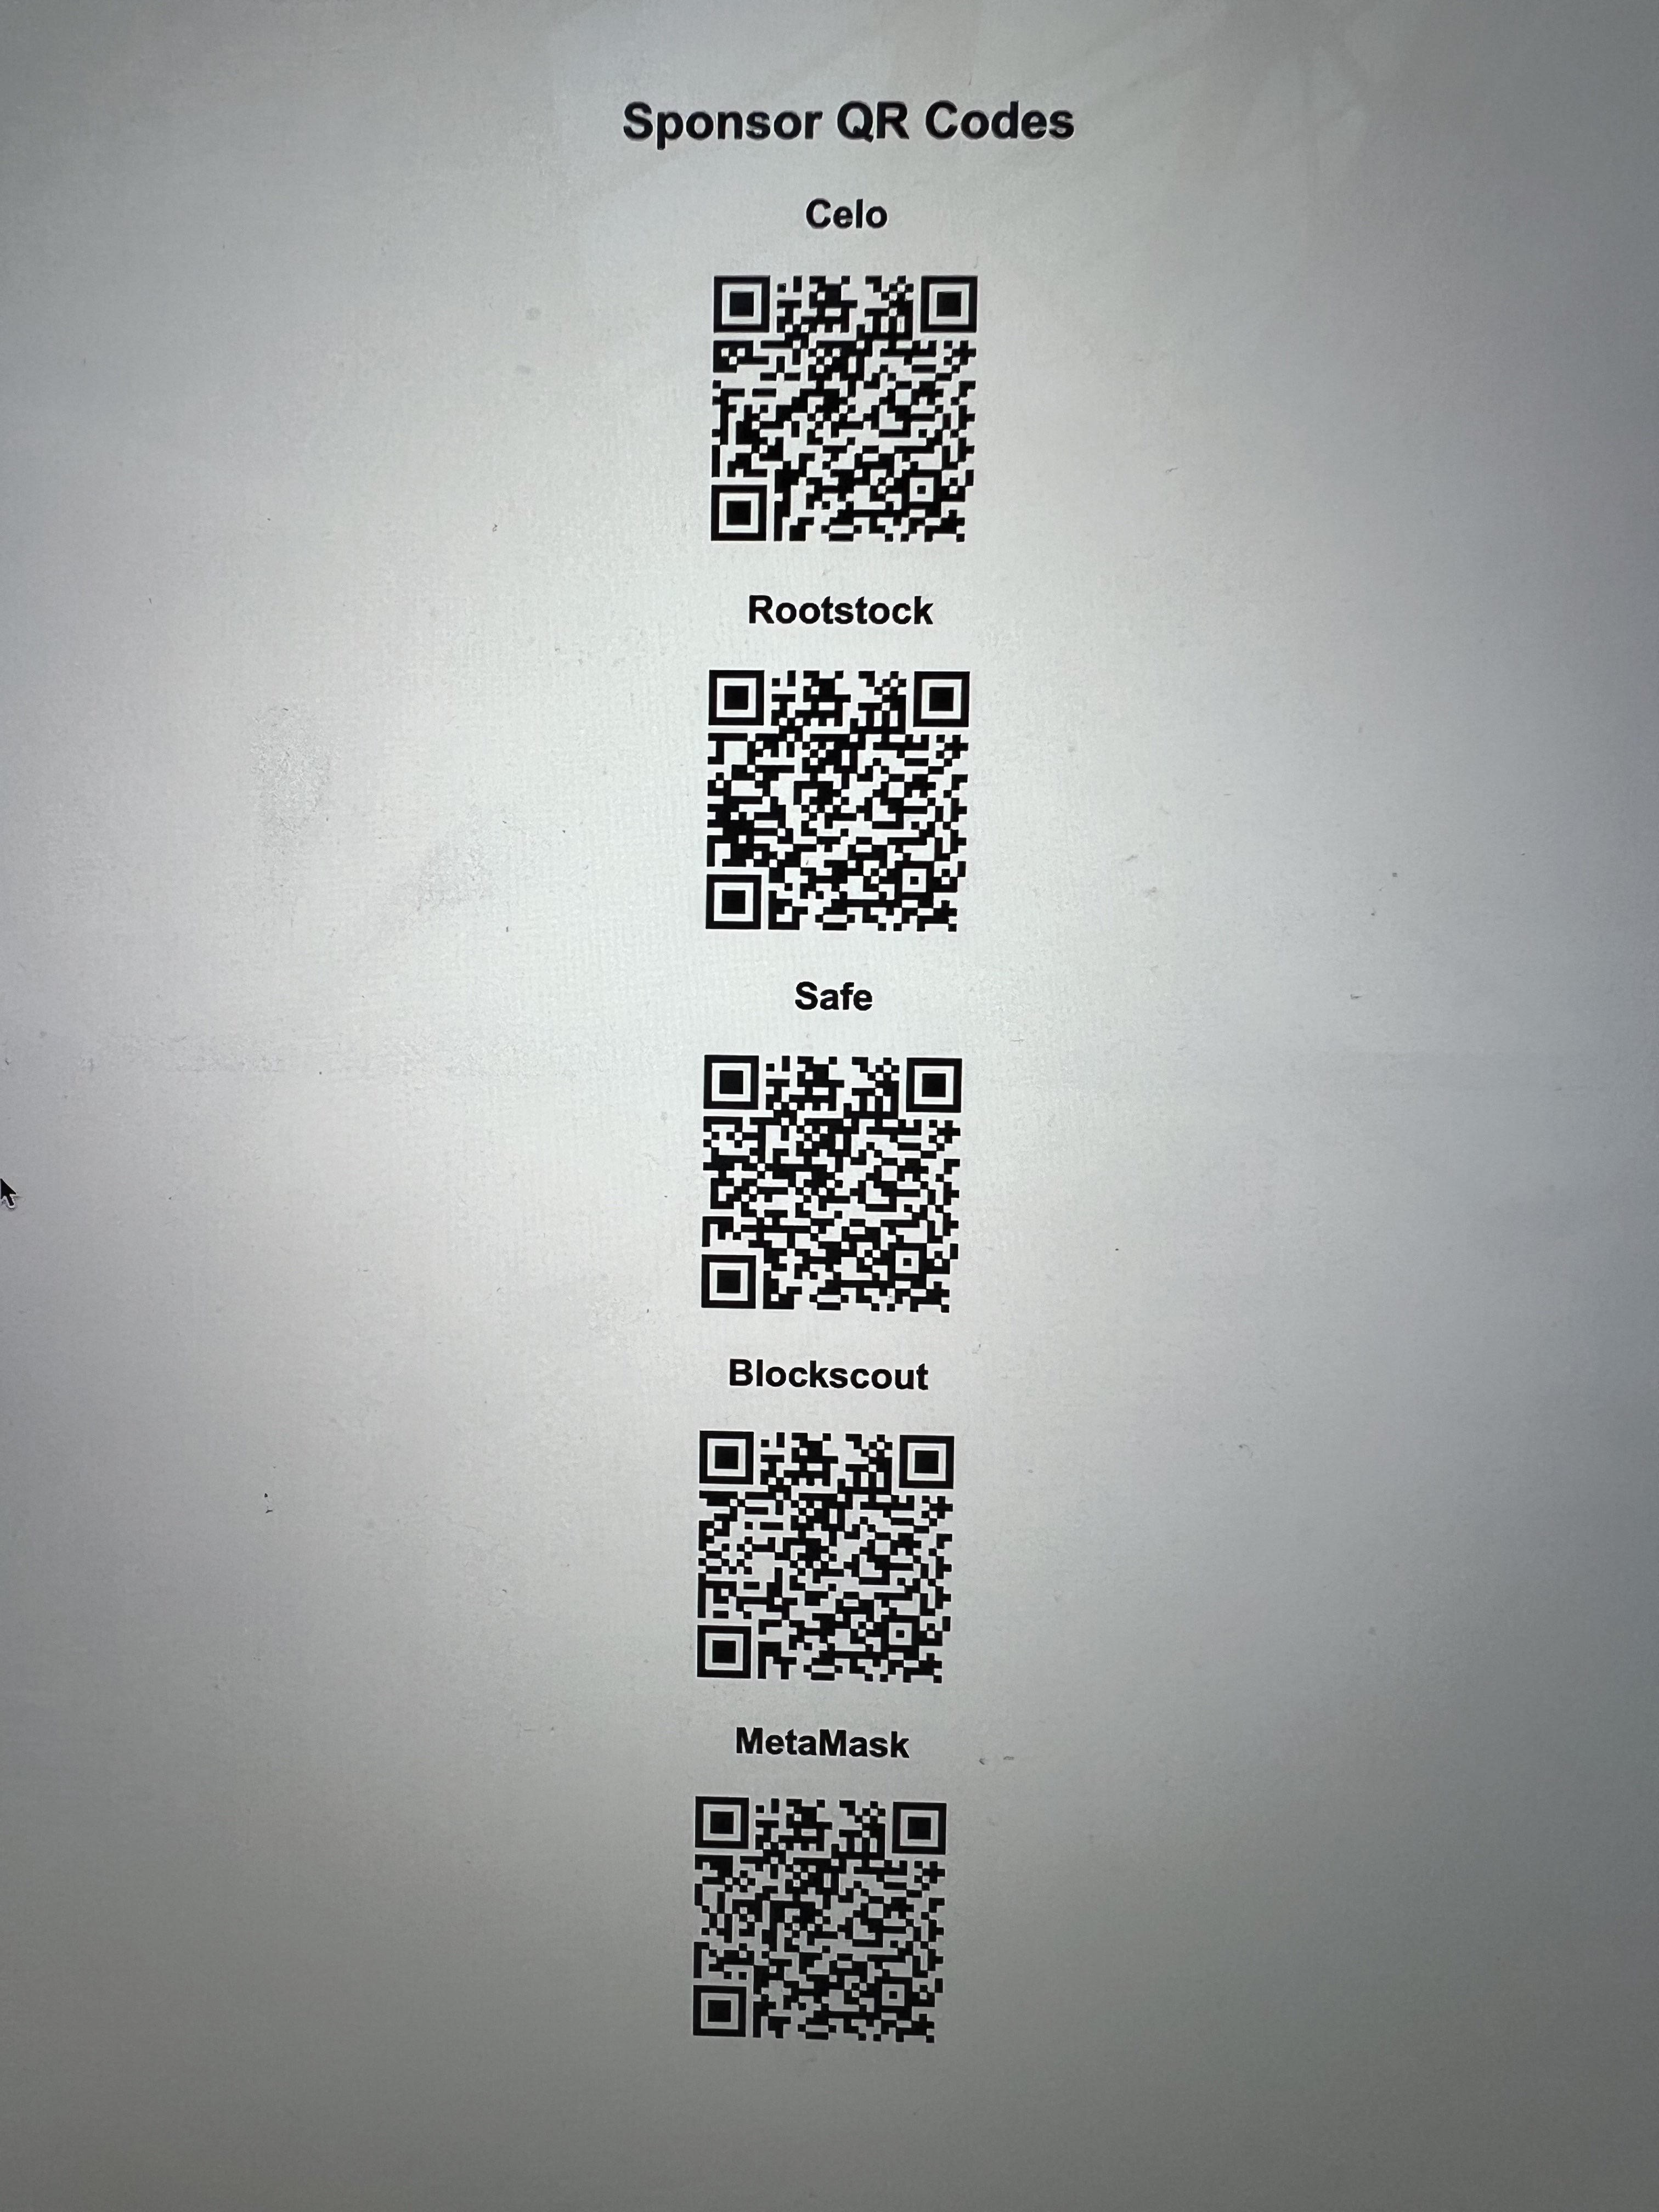 Sponsor QR Codes
Celo
Rootstock
Safe
Blockscout
MetaMask